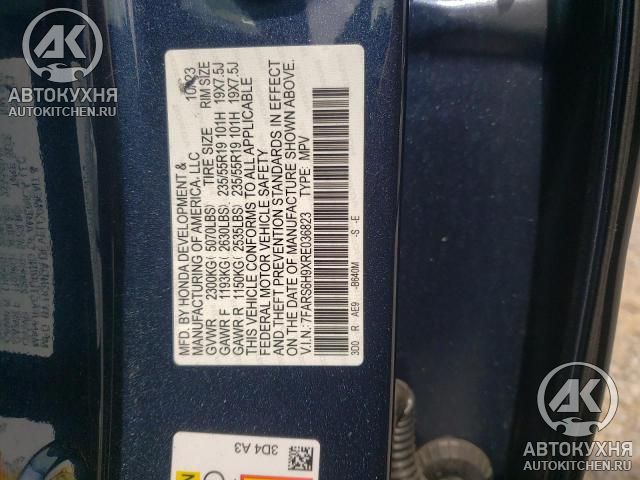 MFD. BY HONDA DEVELOPMENT & 10/23
MANUFACTURING OF AMERICA, LLC
TIRE SIZE RIM SIZE
GVWR 2300KG( 5070LBS)
GAWR F 1193KG( 2630LBS) 235/55R19 101H 19X7.5J
GAWR R 1150KG( 2535LBS) 235/55R19 101H 19X7.5J
THIS VEHICLE CONFORMS TO ALL APPLICABLE
FEDERAL MOTOR VEHICLE SAFETY
AND THEFT PREVENTION STANDARDS IN EFFECT
ON THE DATE OF MANUFACTURE SHOWN ABOVE.
V.I.N.: 7FARS6H9XRE036823 TYPE: MPV
3D0 R AE9 -B640M -S -E
3D4 A3
АК
АВТОКУХНЯ
AUTOKITCHEN.RU
АК
АВТОКУХНЯ
AUTOKITCHEN.RU